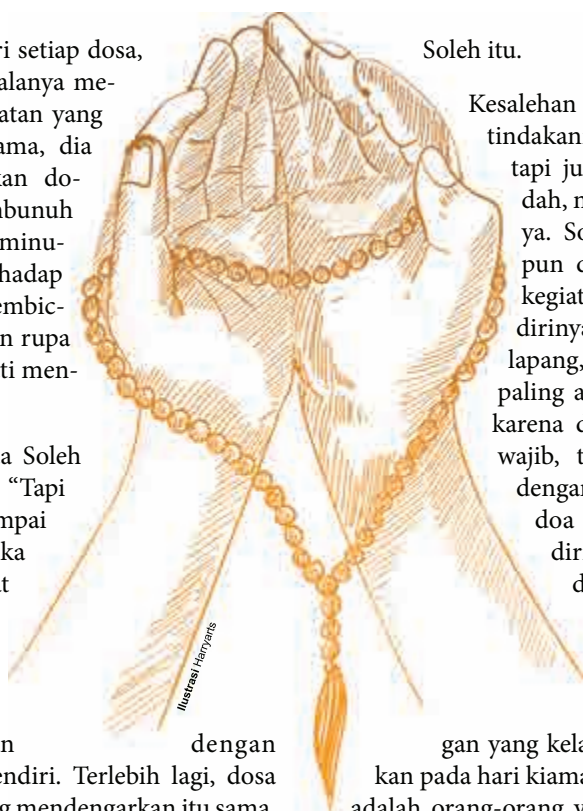 ri setiap dosa,
alanya me-
atan yang
ama, dia
kan do-
mbunuh
minu-
hadap
embic-
n rupa
ti men-
a Soleh
“Tapi
mpai
ka
at
n dengan
endiri. Terlebih lagi, dosa
g mendengarkan itu sama
Ilustrasi Harryarts
Soleh itu.
Kesalehan
tindakan
tapi ju
dah,
ya. So
pun
kegiat
dirinya
lapang,
paling a
karena
wajib, t
dengan
doa
dir
gan yang kela
kan pada hari kiama
adalah orang-orang y